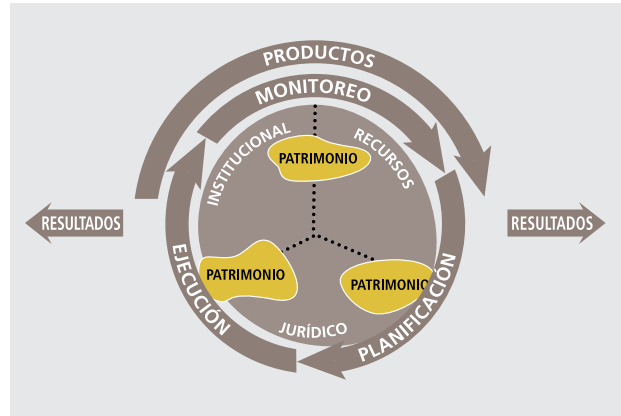 PRODUCTOS
MONITOREO
INSTITUCIONAL
RECURSOS
PATRIMONIO
RESULTADOS
RESULTADOS
PATRIMONIO
PATRIMONIO
EJECUCIÓN
PLANIFICACIÓN
JURÍDICO